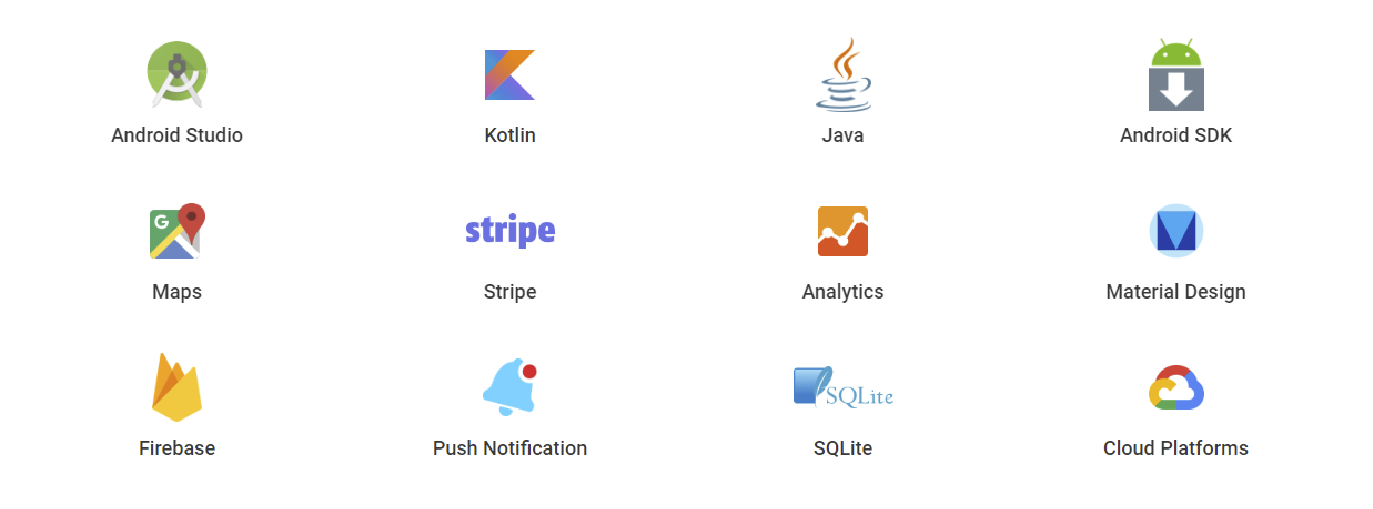 Android Studio
Kotlin
Java
Android SDK
G
stripe
Maps
Stripe
Analytics
Material Design
SQLite
Firebase
Push Notification
SQLite
Cloud Platforms